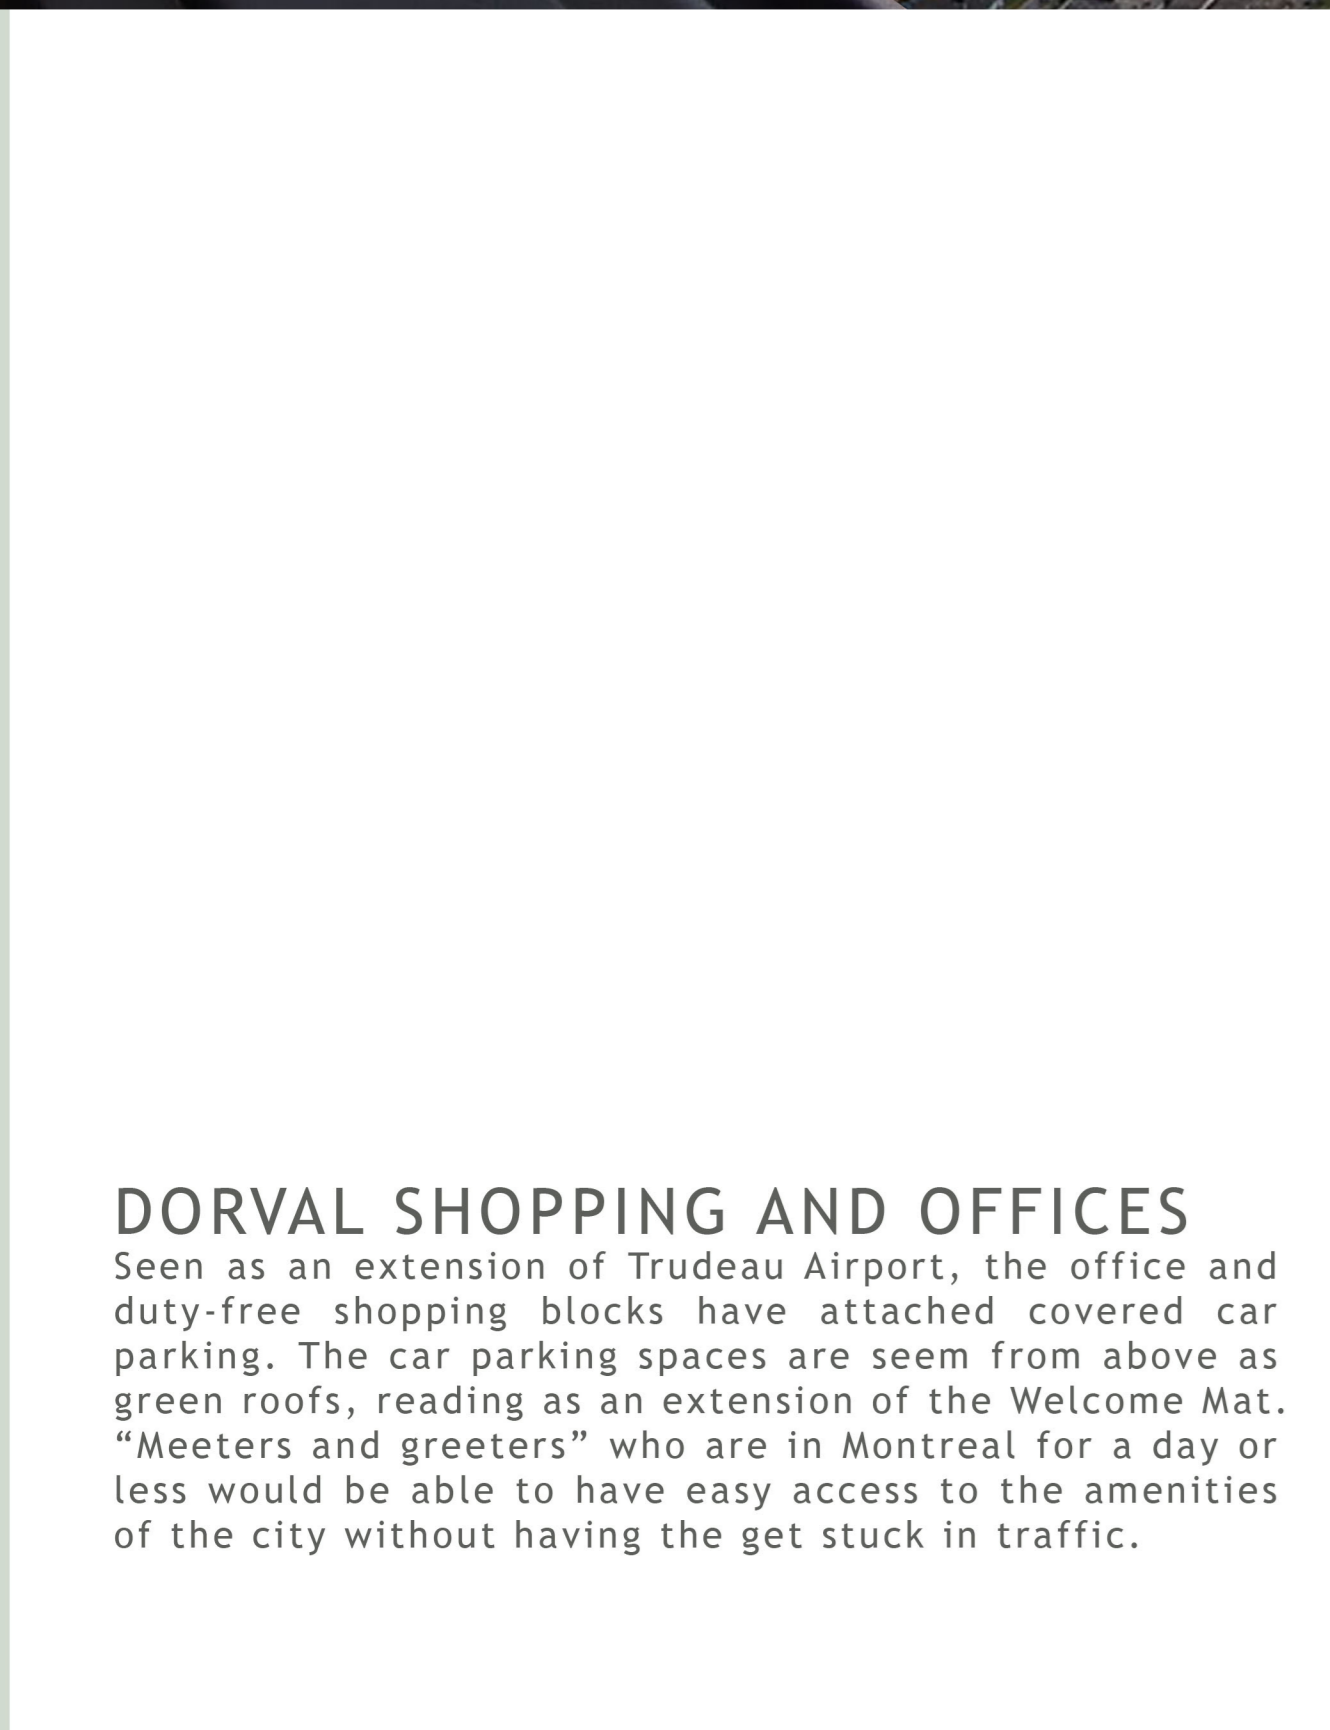 DORVAL SHOPPING AND OFFICES
Seen as an extension of Trudeau Airport, the office and
duty-free shopping blocks have attached covered car
parking. The car parking spaces are seem from above as
green roofs, reading as an extension of the Welcome Mat.
“Meeters and greeters” who are in Montreal for a day or
less would be able to have easy access to the amenities
of the city without having the get stuck in traffic.